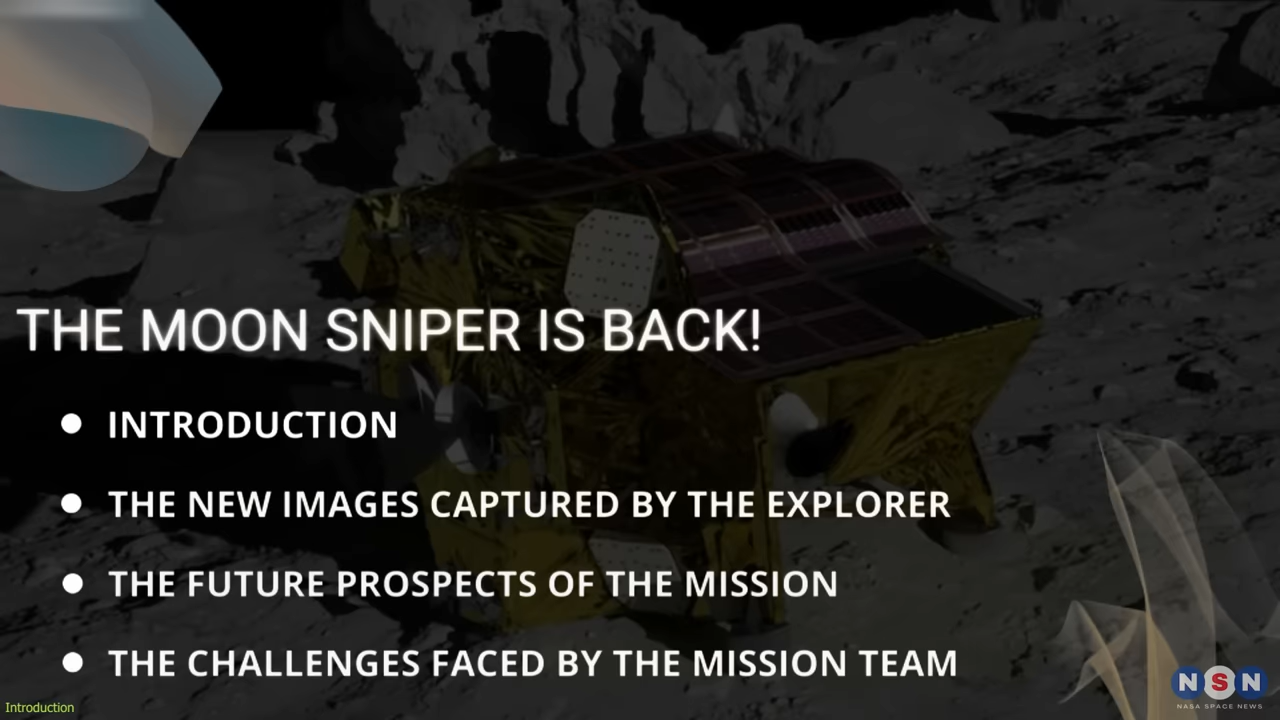 THE MOON SNIPER IS BACK!
INTRODUCTION
THE NEW IMAGES CAPTURED BY THE EXPLORER
THE FUTURE PROSPECTS OF THE MISSION
THE CHALLENGES FACED BY THE MISSION TEAM
Introduction
NSN
NASA SPACE NEWS